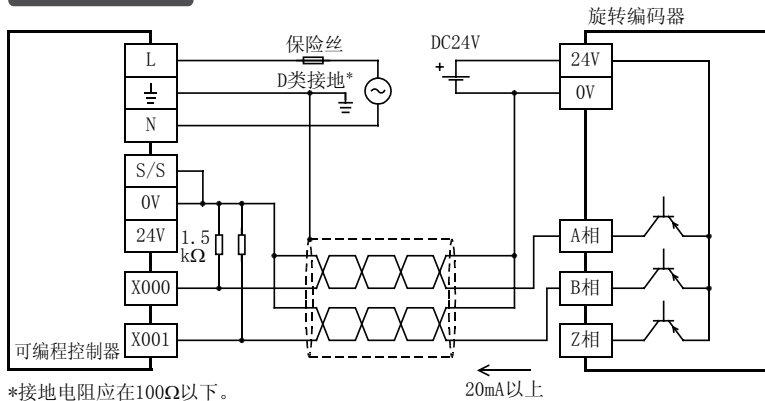 旋转编码器
L
保险丝
DC24V
24V
D类接地*
+
0V
N
S/S
0V
24V
1.5
kΩ
A相
X000
B相
X001
Z相
可编程控制器
*接地电阻应在100Ω以下。
20mA以上